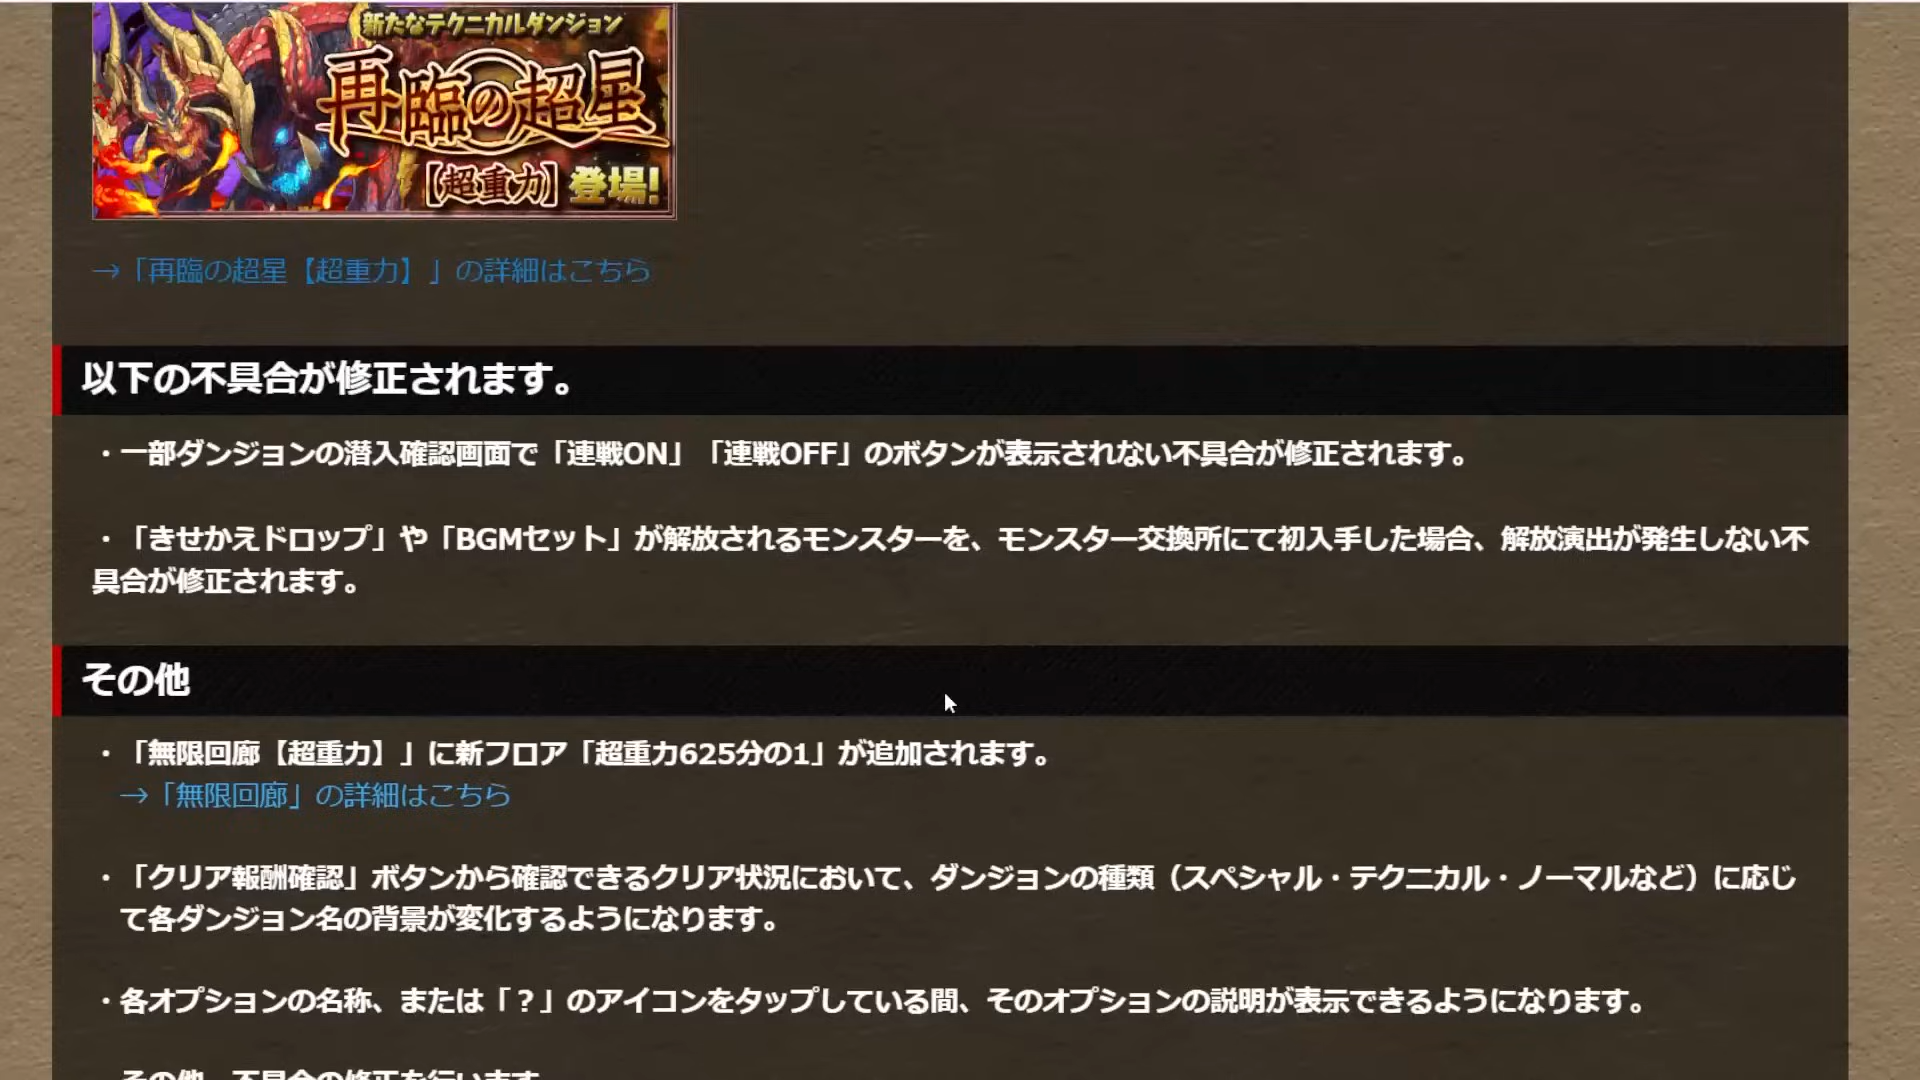 新たなテクニカルダンジョン
再臨の超星
【超重力】登場!
→「再臨の超星【超重力】」の詳細はこちら
以下の不具合が修正されます。
・一部ダンジョンの潜入確認画面で「連戦ON」「連戦OFF」のボタンが表示されない不具合が修正されます。
・「きせかえドロップ」や「BGMセット」が解放されるモンスターを、モンスター交換所にて初入手した場合、解放演出が発生しない不
具合が修正されます。
その他
・「無限回廊【超重力】」に新フロア「超重力625分の1」が追加されます。
→「無限回廊」の詳細はこちら
・「クリア報酬確認」ボタンから確認できるクリア状況において、ダンジョンの種類（スペシャル・テクニカル・ノーマルなど）に応じ
て各ダンジョン名の背景が変化するようになります。
・各オプションの名称、または「？」のアイコンをタップしている間、そのオプションの説明が表示できるようになります。
その他、不具合の修正を行います